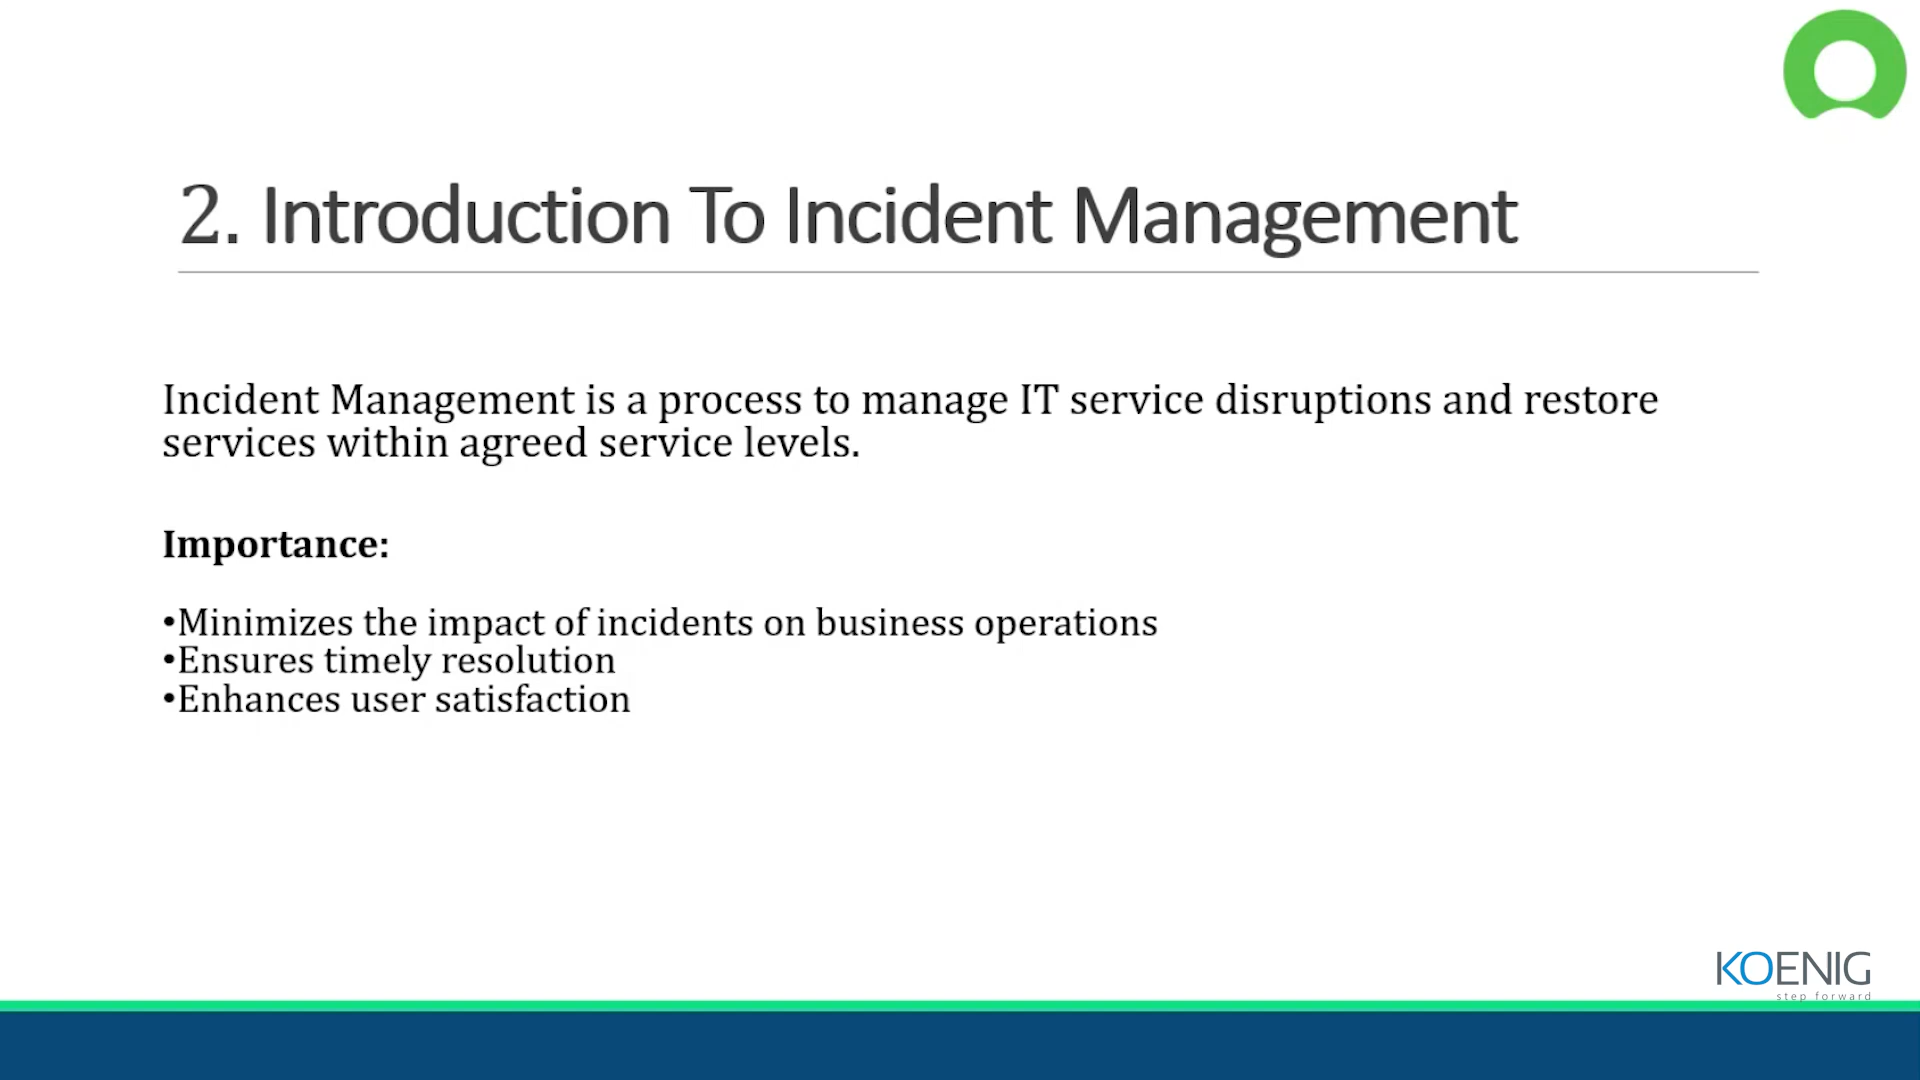 2. Introduction To Incident Management
Incident Management is a process to manage IT service disruptions and restore
services within agreed service levels.
Importance:
•Minimizes the impact of incidents on business operations
•Ensures timely resolution
•Enhances user satisfaction
KOENIG
step forward